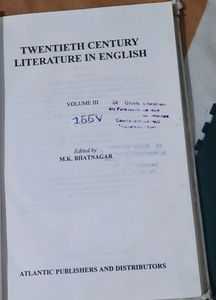 TWENTIETH CENTURY
LITERATURE IN ENGLISH
VOLUME III
155V
Edited by
M.K. BHATNAGAR
ATLANTIC PUBLISHERS AND DISTRIBUTORS